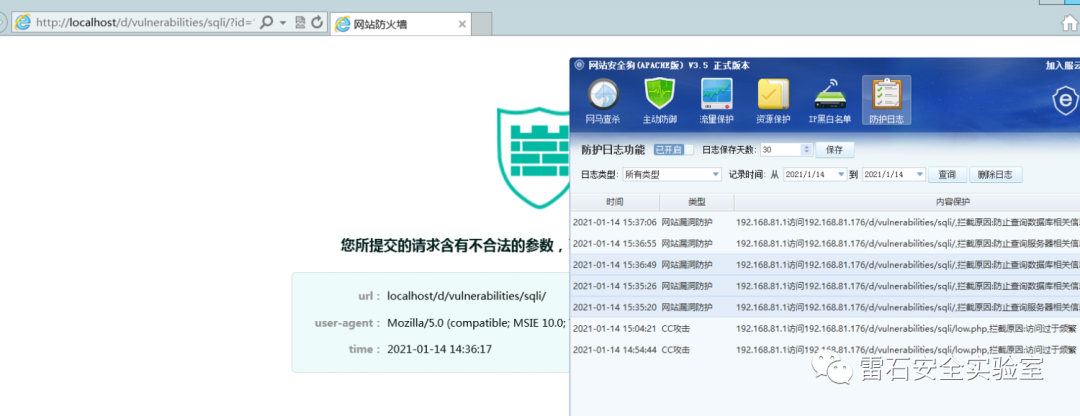 http://localhost/d/vulnerabilities/sqli/?id=
网站防火墙
网站安全狗(APACHE版) V3.5 正式版本
加入服云
网马查杀
主动防御
流量保护
资源保护
IP黑白名单
防护日志
防护日志功能 已开启 日志保存天数: 30 保存
日志类型: 所有类型 记录时间: 从 2021/1/14 到 2021/1/14 查询 删除日志
时间 类型 内容保护
2021-01-14 15:37:06 网站漏洞防护 192.168.81.1访问192.168.81.176/d/vulnerabilities/sqli/,拦截原因:防止查询数据库相关信
2021-01-14 15:36:55 网站漏洞防护 192.168.81.1访问192.168.81.176/d/vulnerabilities/sqli/,拦截原因:防止查询服务器相关信
2021-01-14 15:36:49 网站漏洞防护 192.168.81.1访问192.168.81.176/d/vulnerabilities/sqli/,拦截原因:防止查询数据库相关信
2021-01-14 15:35:26 网站漏洞防护 192.168.81.1访问192.168.81.176/d/vulnerabilities/sqli/,拦截原因:防止查询数据库相关信
2021-01-14 15:35:20 网站漏洞防护 192.168.81.1访问192.168.81.176/d/vulnerabilities/sqli/,拦截原因:防止查询服务器相关信
2021-01-14 15:04:21 CC攻击 192.168.81.1访问192.168.81.176/d/vulnerabilities/sqli/low.php,拦截原因:访问过于频繁
2021-01-14 14:54:44 CC攻击 192.168.81.1访问192.168.81.176/d/vulnerabilities/sqli/low.php,拦截原因:访问过于频繁
您所提交的请求含有不合法的参数，
url： localhost/d/vulnerabilities/sqli/
user-agent： Mozilla/5.0 (compatible; MSIE 10.0;
time： 2021-01-14 14:36:17
雷石安全实验室